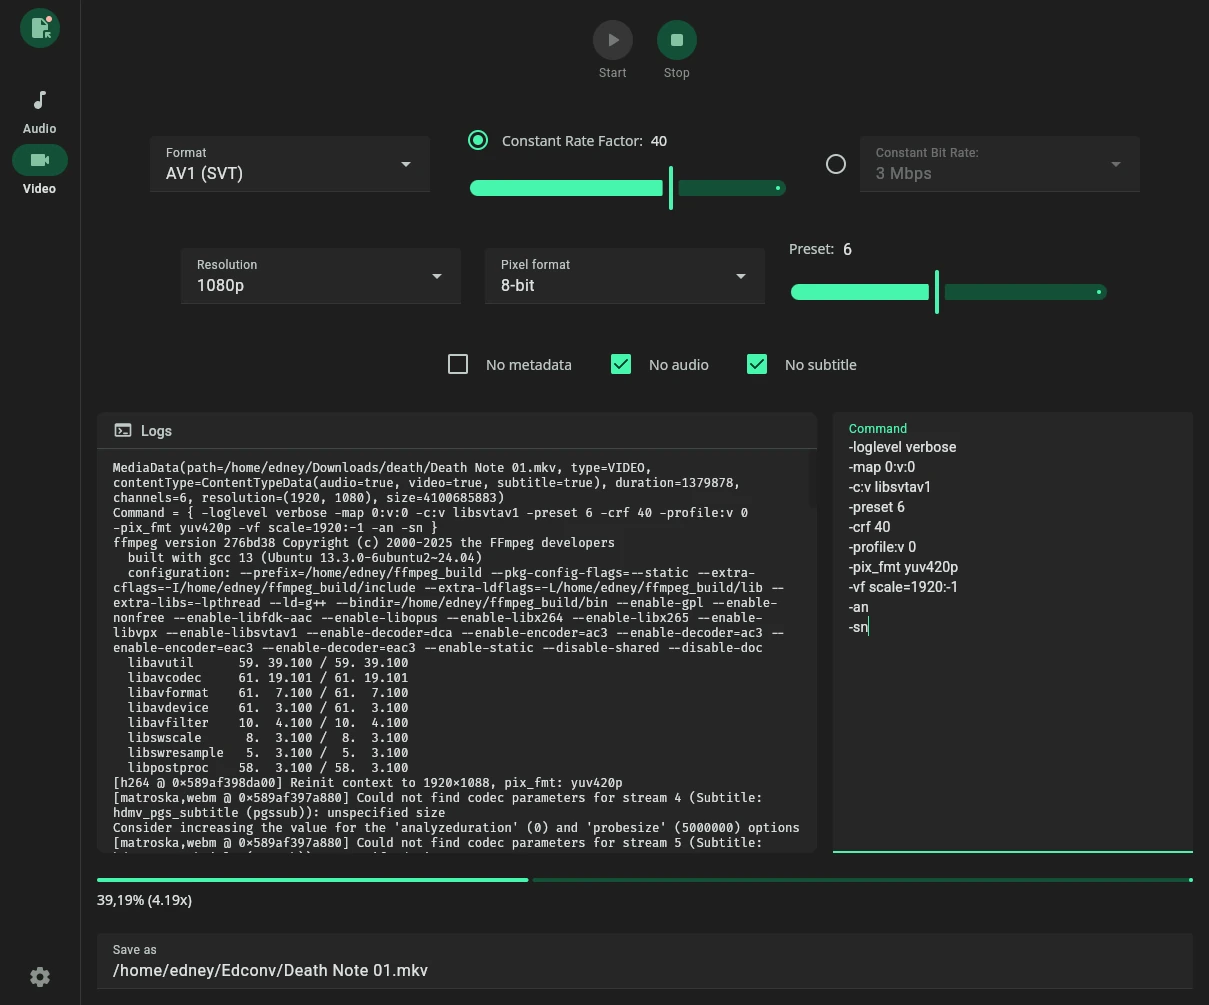 Start
Stop
Audio
Video
Format
AV1 (SVT)
Constant Rate Factor: 40
Constant Bit Rate:
3 Mbps
Resolution
1080p
Pixel format
8-bit
Preset: 6
No metadata
No audio
No subtitle
Logs
MediaData(path=/home/edney/Downloads/death/Death Note 01.mkv, type=VIDEO,
contentType=ContentTypeData(audio=true, video=true, subtitle=true), duration=1379878,
channels=6, resolution=(1920, 1080), size=4100685883)
Command = { -loglevel verbose -map 0:v:0 -c:v libsvtav1 -preset 6 -crf 40 -profile:v 0
-pix_fmt yuv420p -vf scale=1920:-1 -an -sn }
ffmpeg version 276bd38 Copyright (c) 2000-2025 the FFmpeg developers
  built with gcc 13 (Ubuntu 13.3.0-6ubuntu2~24.04)
  configuration: --prefix=/home/edney/ffmpeg_build --pkg-config-flags=--static --extra-
cflags=-I/home/edney/ffmpeg_build/include --extra-ldflags=-L/home/edney/ffmpeg_build/lib --
extra-libs=-lpthread --ld=g++ --bindir=/home/edney/ffmpeg_build/bin --enable-gpl --enable-
nonfree --enable-libfdk-aac --enable-libopus --enable-libx264 --enable-libx265 --enable-
libvpx --enable-libsvtav1 --enable-decoder=dca --enable-encoder=ac3 --enable-decoder=ac3 --
enable-encoder=eac3 --enable-decoder=eac3 --enable-static --disable-shared --disable-doc
  libavutil      59. 39.100 / 59. 39.100
  libavcodec     61. 19.101 / 61. 19.101
  libavformat    61.  7.100 / 61.  7.100
  libavdevice    61.  3.100 / 61.  3.100
  libavfilter    10.  4.100 / 10.  4.100
  libswscale      8.  3.100 /  8.  3.100
  libswresample   5.  3.100 /  5.  3.100
  libpostproc    58.  3.100 / 58.  3.100
[h264 @ 0x589af398da00] Reinit context to 1920x1088, pix_fmt: yuv420p
[matroska,webm @ 0x589af397a880] Could not find codec parameters for stream 4 (Subtitle:
hdmv_pgs_subtitle (pgssub)): unspecified size
Consider increasing the value for the 'analyzeduration' (0) and 'probesize' (5000000) options
[matroska,webm @ 0x589af397a880] Could not find codec parameters for stream 5 (Subtitle:
Command
-loglevel verbose
-map 0:v:0
-c:v libsvtav1
-preset 6
-crf 40
-profile:v 0
-pix_fmt yuv420p
-vf scale=1920:-1
-an
-sn
39,19% (4.19x)
Save as
/home/edney/Edconv/Death Note 01.mkv